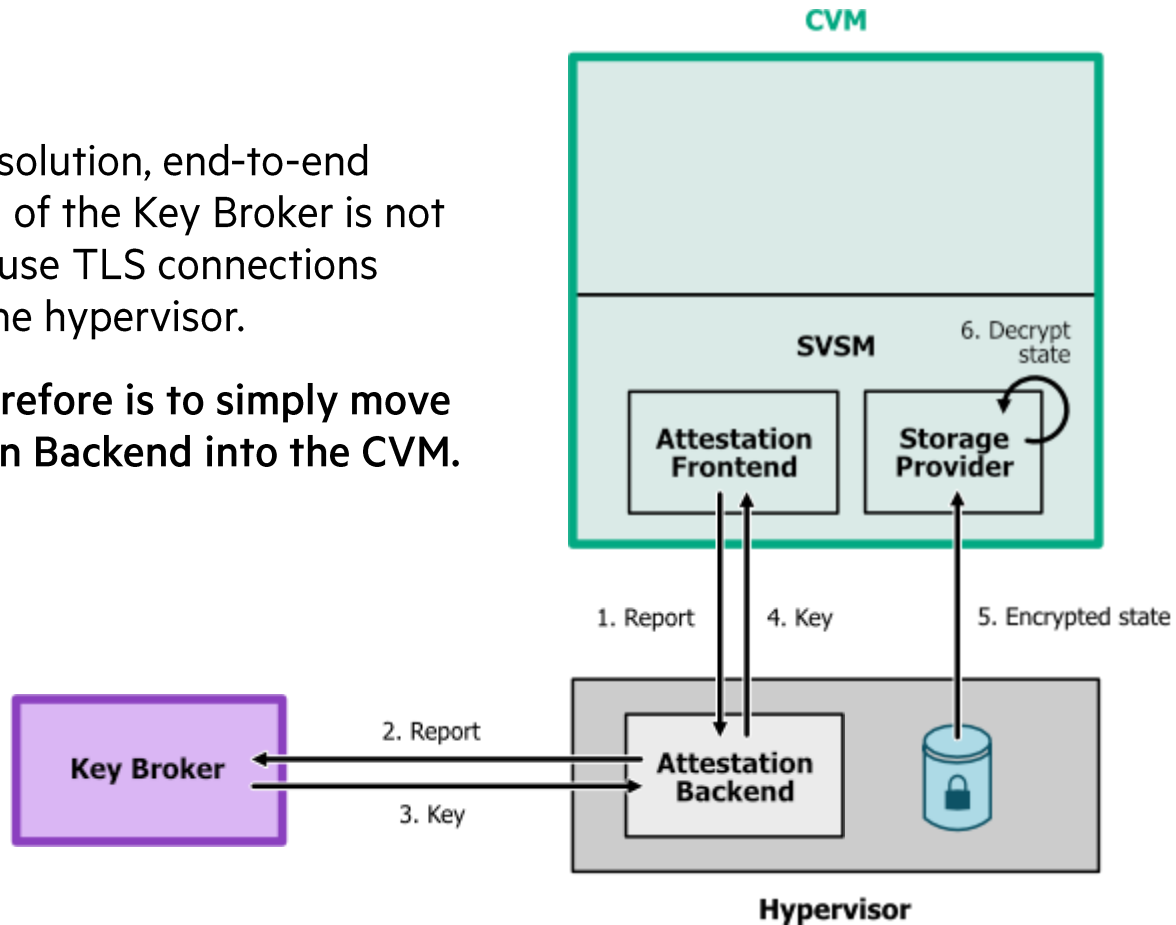 CVM
solution, end-to-end
of the Key Broker is not
use TLS connections
he hypervisor.
refore is to simply move
n Backend into the CVM.
SVSM
6. Decrypt
state
Attestation
Frontend
Storage
Provider
1. Report
4. Key
5. Encrypted state
2. Report
Key Broker
3. Key
Attestation
Backend
Hypervisor